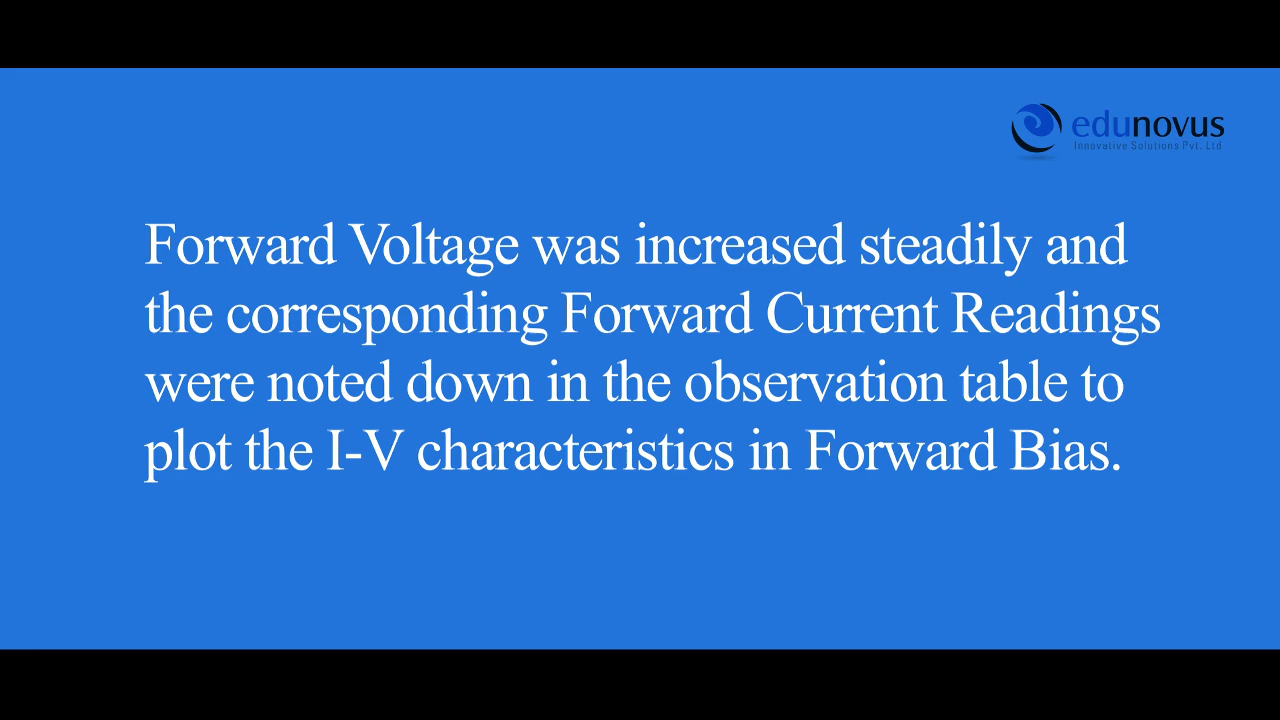 edunovus
Innovative Solutions Pvt. Ltd
Forward Voltage was increased steadily and
the corresponding Forward Current Readings
were noted down in the observation table to
plot the I-V characteristics in Forward Bias.